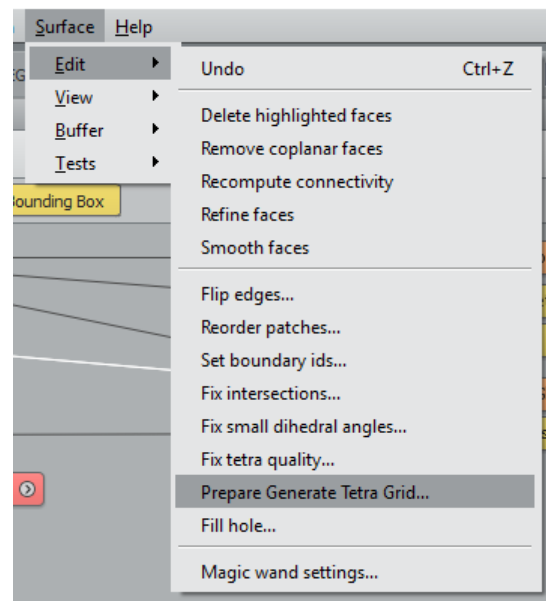 Surface Help
Edit
View
Buffer
Tests
Bounding Box
Undo Ctrl+Z
Delete highlighted faces
Remove coplanar faces
Recompute connectivity
Refine faces
Smooth faces
Flip edges...
Reorder patches...
Set boundary ids...
Fix intersections...
Fix small dihedral angles...
Fix tetra quality...
Prepare Generate Tetra Grid...
Fill hole...
Magic wand settings...